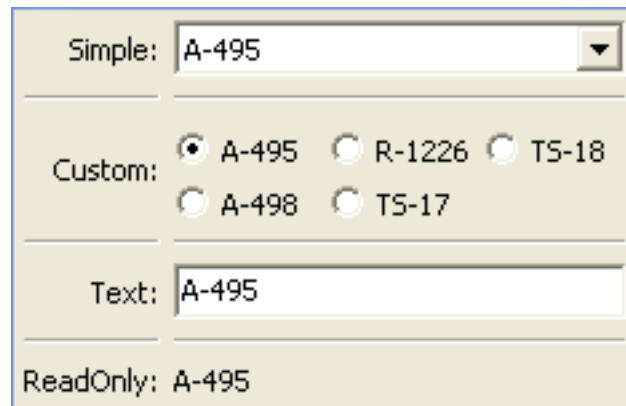 Simple: A-495
A-495 R-1226 TS-18
Custom:
A-498 TS-17
Text: A-495
ReadOnly: A-495